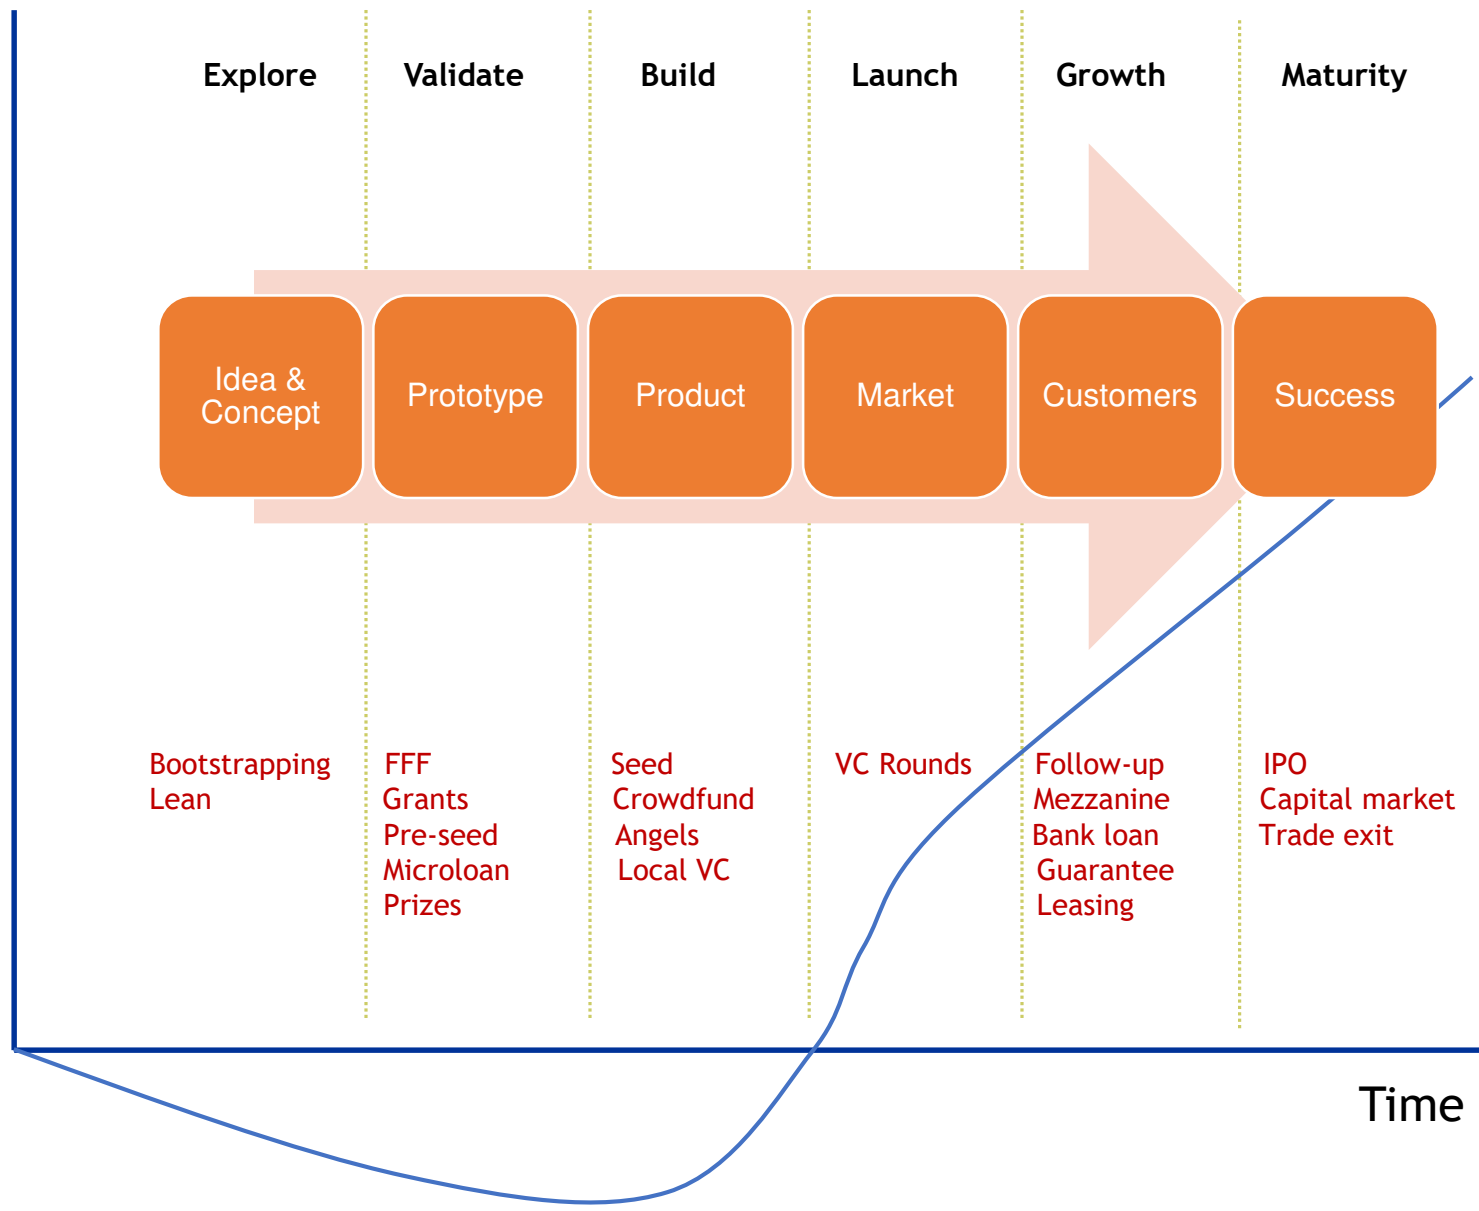 Explore
Validate
Build
Launch
Growth
Maturity
Idea &
Concept
Prototype
Product
Market
Customers
Success
Bootstrapping
Lean
FFF
Grants
Pre-seed
Microloan
Prizes
Seed
Crowdfund
Angels
Local VC
VC Rounds
Follow-up
Mezzanine
Bank loan
Guarantee
Leasing
IPO
Capital market
Trade exit
Time